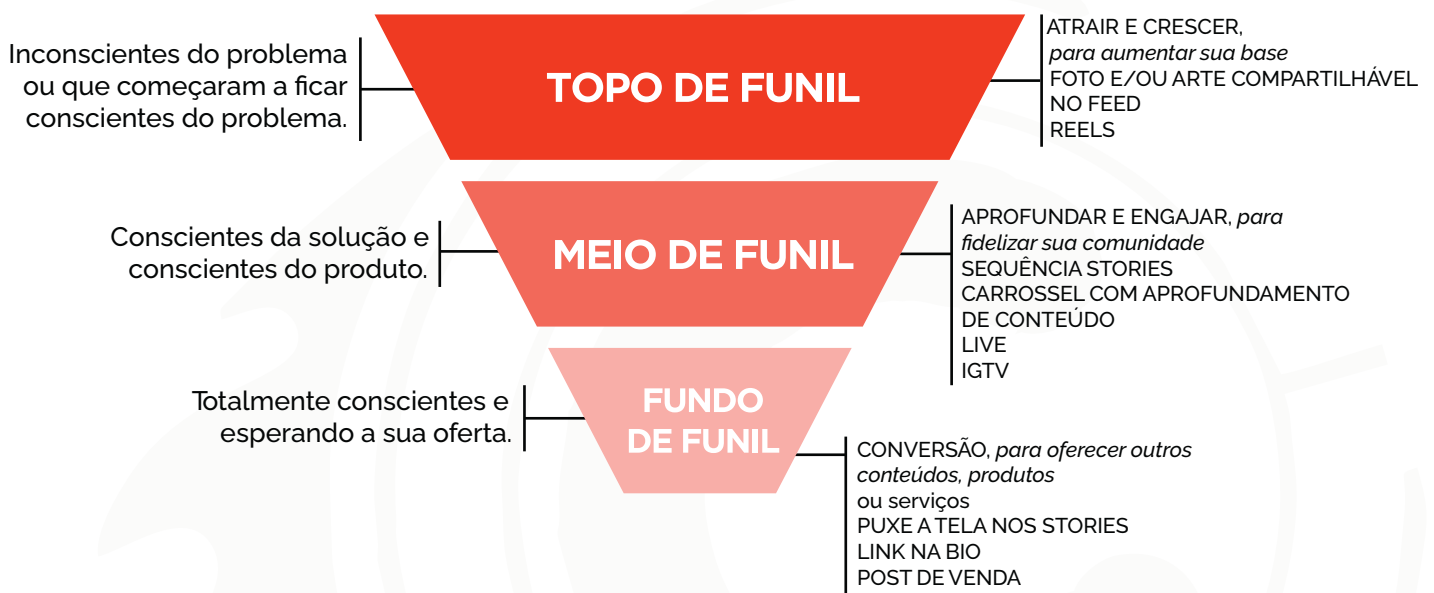 Inconscientes do problema
ou que começaram a ficar
conscientes do problema.
TOPO DE FUNIL
ATRAIR E CRESCER,
para aumentar sua base
FOTO E/OU ARTE COMPARTILHÁVEL
NO FEED
REELS
Conscientes da solução e
conscientes do produto.
MEIO DE FUNIL
APROFUNDAR E ENGAJAR, para
fidelizar sua comunidade
SEQUÊNCIA STORIES
CARROSSEL COM APROFUNDAMENTO
DE CONTEÚDO
LIVE
IGTV
Totalmente conscientes e
esperando a sua oferta.
FUNDO
DE FUNIL
CONVERSÃO, para oferecer outros
conteúdos, produtos
ou serviços
PUXE A TELA NOS STORIES
LINK NA BIO
POST DE VENDA